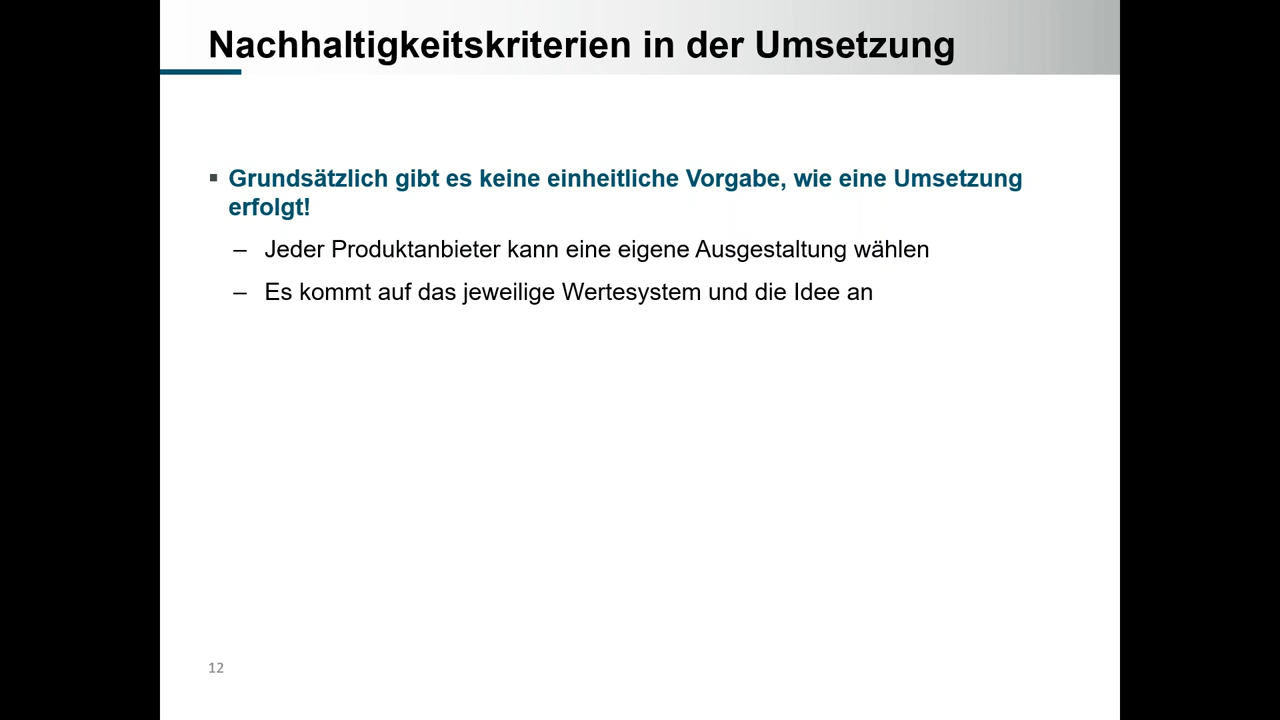 Nachhaltigkeitskriterien in der Umsetzung
▪ Grundsätzlich gibt es keine einheitliche Vorgabe, wie eine Umsetzung
erfolgt!
– Jeder Produktanbieter kann eine eigene Ausgestaltung wählen
– Es kommt auf das jeweilige Wertesystem und die Idee an
12